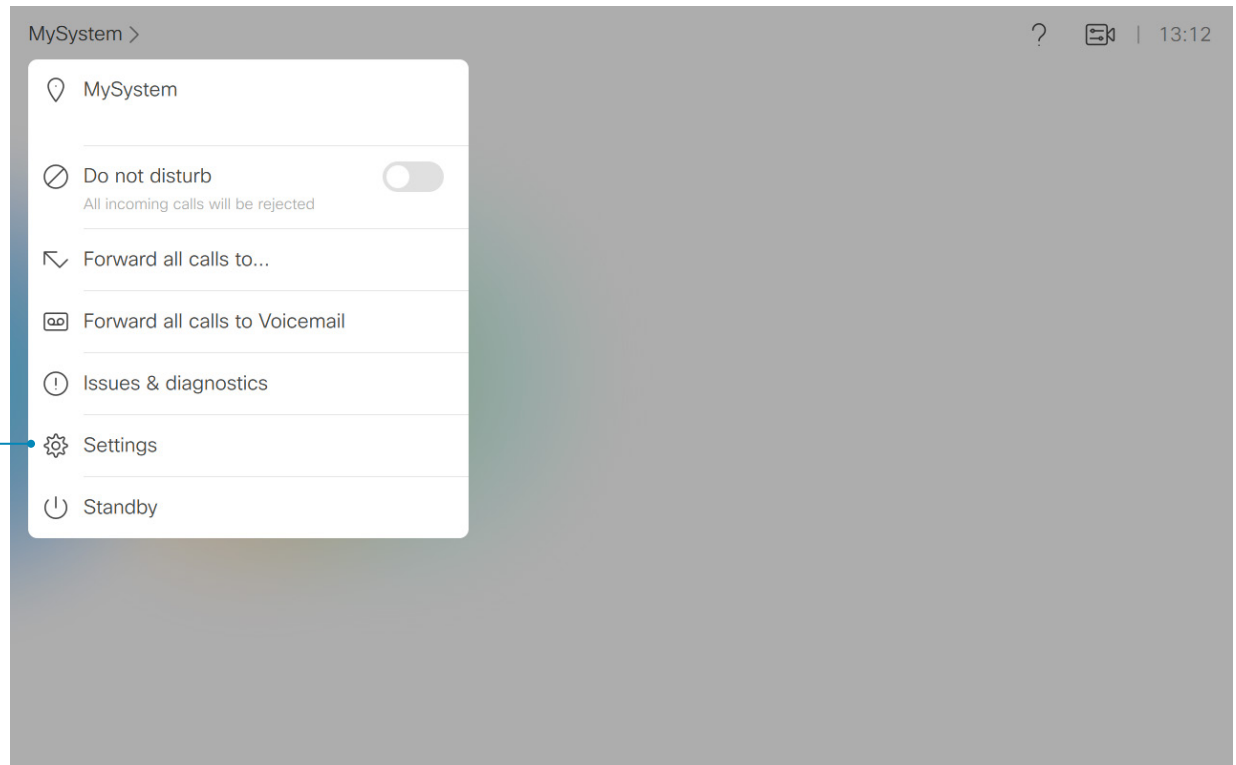 MySystem >
? | 13:12
MySystem
Do not disturb
All incoming calls will be rejected
Forward all calls to...
Forward all calls to Voicemail
Issues & diagnostics
Settings
Standby